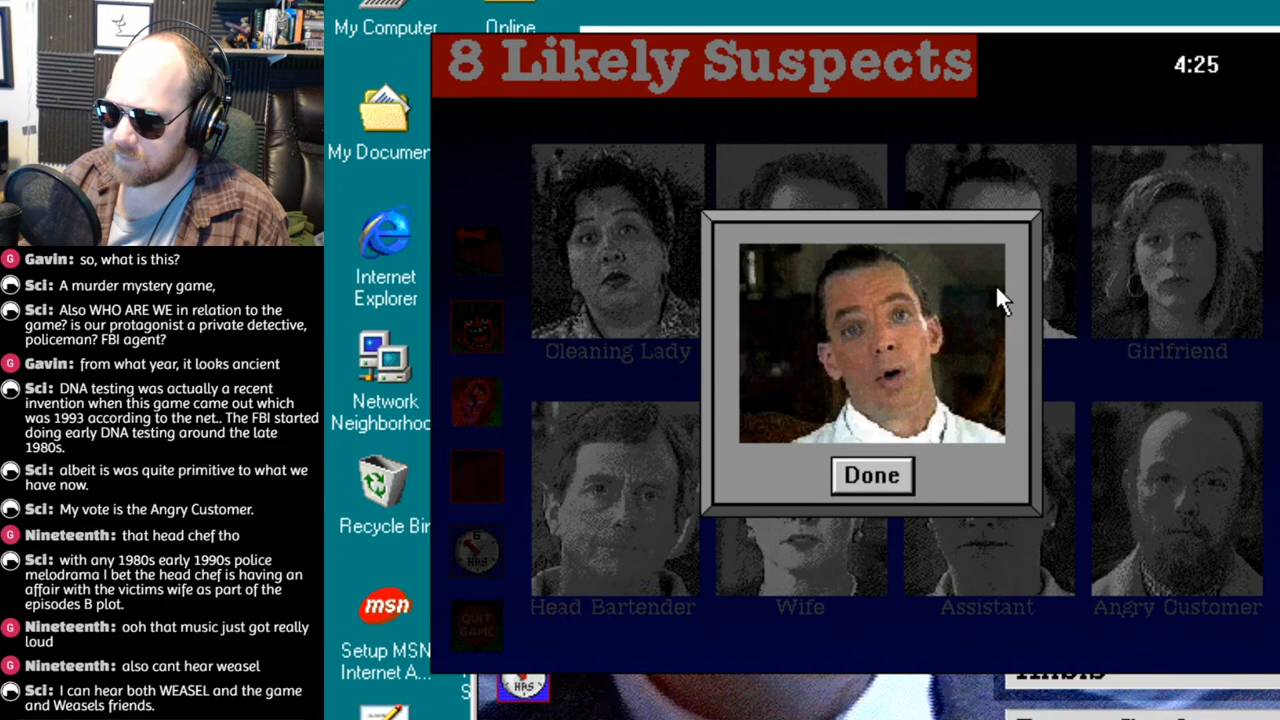 My Computer
Online
8 Likely Suspects
4:25
My Documen
Internet
Explorer
Cleaning Lady
Girlfriend
Done
Network
Neighborhoo
Recycle Bin
Head Bartender
Wife
Assistant
Angry Customer
QUIT
GAME
6
HRS
msn
Setup MSN
Internet A...
S
HRS
Gavin: so, what is this?
Sci: A murder mystery game,
Sci: Also WHO ARE WE in relation to the
game? is our protagonist a private detective,
policeman? FBI agent?
Gavin: from what year, it looks ancient
Sci: DNA testing was actually a recent
invention when this game came out which
was 1993 according to the net.. The FBI started
doing early DNA testing around the late
1980s.
Sci: albeit is was quite primitive to what we
have now.
Sci: My vote is the Angry Customer.
Nineteenth: that head chef tho
Sci: with any 1980s early 1990s police
melodrama I bet the head chef is having an
affair with the victims wife as part of the
episodes B plot.
Nineteenth: ooh that music just got really
loud
Nineteenth: also cant hear weasel
Sci: I can hear both WEASEL and the game
and Weasels friends.